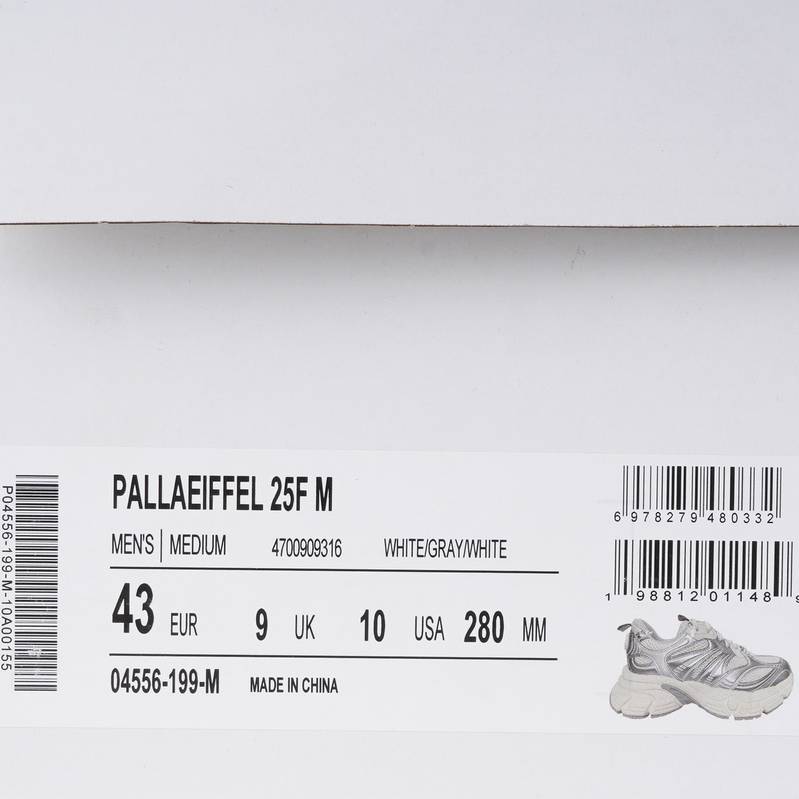 PALLAEIFFEL 25F M
MEN'S | MEDIUM 4700909316 WHITE/GRAY/WHITE
43 EUR 9 UK 10 USA 280 MM
04556-199-M MADE IN CHINA
P04556-199-M-10A00155
6 978279 480332
1 98812 01148 9